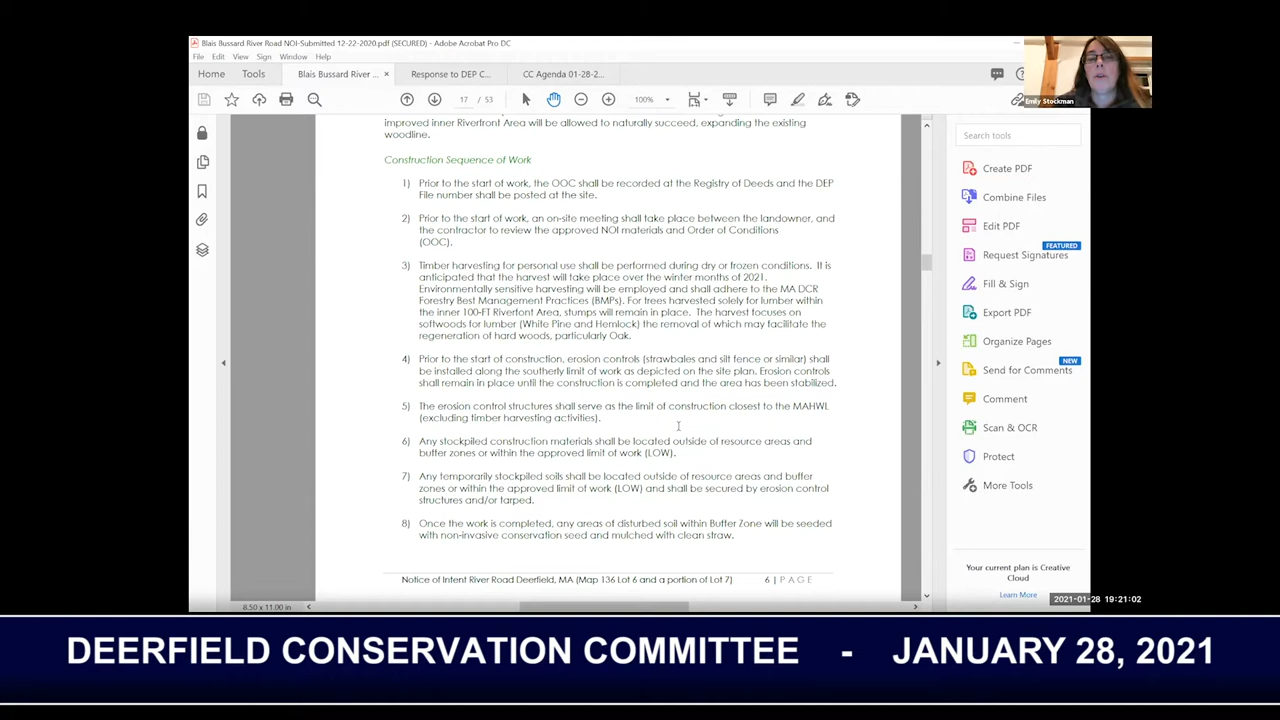 Blais Bussard River Road NOI-Submitted 12-22-2020.pdf (SECURED) - Adobe Acrobat Pro DC
File Edit View Sign Window Help
Home Tools Blais Bussard River ... × Response to DEP C... CC Agenda 01-28-2...
17 / 53 100%
Emily Stockman
improved inner Riverfront Area will be allowed to naturally succeed, expanding the existing
woodline.
Construction Sequence of Work
1) Prior to the start of work, the OOC shall be recorded at the Registry of Deeds and the DEP
File number shall be posted at the site.
2) Prior to the start of work, an on-site meeting shall take place between the landowner, and
the contractor to review the approved NOI materials and Order of Conditions
(OOC).
3) Timber harvesting for personal use shall be performed during dry or frozen conditions. It is
anticipated that the harvest will take place over the winter months of 2021.
Environmentally sensitive harvesting will be employed and shall adhere to the MA DCR
Forestry Best Management Practices (BMPs). For trees harvested solely for lumber within
the inner 100-FT Riverfont Area, stumps will remain in place. The harvest focuses on
softwoods for lumber (White Pine and Hemlock) the removal of which may facilitate the
regeneration of hard woods, particularly Oak.
4) Prior to the start of construction, erosion controls (strawbales and silt fence or similar) shall
be installed along the southerly limit of work as depicted on the site plan. Erosion controls
shall remain in place until the construction is completed and the area has been stabilized.
5) The erosion control structures shall serve as the limit of construction closest to the MAHWL
(excluding timber harvesting activities).
6) Any stockpiled construction materials shall be located outside of resource areas and
buffer zones or within the approved limit of work (LOW).
7) Any temporarily stockpiled soils shall be located outside of resource areas and buffer
zones or within the approved limit of work (LOW) and shall be secured by erosion control
structures and/or tarped.
8) Once the work is completed, any areas of disturbed soil within Buffer Zone will be seeded
with non-invasive conservation seed and mulched with clean straw.
Notice of Intent River Road Deerfield, MA (Map 136 Lot 6 and a portion of Lot 7) 6 | PAGE
8.50 x 11.00 in
Search tools
Create PDF
Combine Files
Edit PDF
FEATURED
Request Signatures
Fill & Sign
Export PDF
Organize Pages
NEW
Send for Comments
Comment
Scan & OCR
Protect
More Tools
Your current plan is Creative
Cloud
Learn More
2021-01-28 19:21:02
DEERFIELD CONSERVATION COMMITTEE - JANUARY 28, 2021